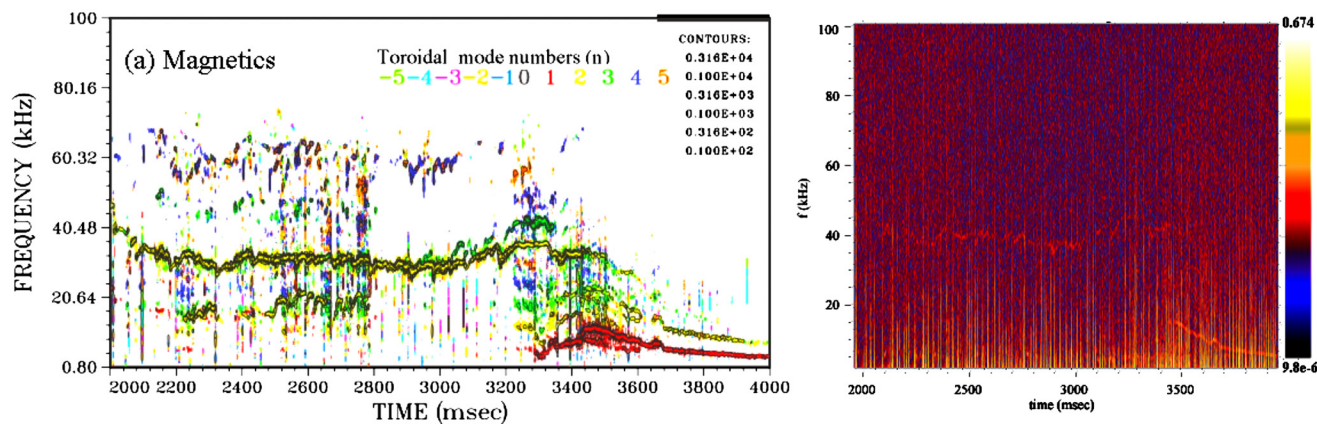 100
80.16
60.32
40.48
20.64
0.80
FREQUENCY (kHz)
(a) Magnetics
Toroidal mode numbers (n)
-5 -4 -3 -2 -1 0 1 2 3 4 5
CONTOURS:
0.316E+04
0.100E+04
0.316E+03
0.100E+03
0.316E+02
0.100E+02
2000 2200 2400 2600 2800 3000 3200 3400 3600 3800 4000
TIME (msec)
100
80
60
40
20
f (kHz)
2000 2500 3000 3500
time (msec)
0.674
9.8e-6